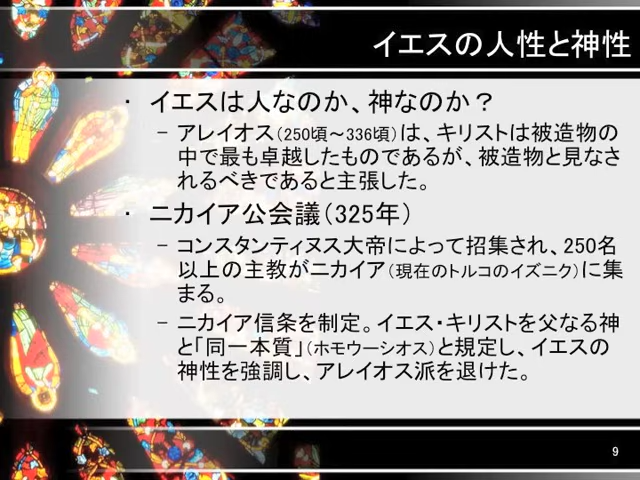 イエスの人性と神性
・ イエスは人なのか、神なのか？
– アレイオス（250頃～336頃）は、キリストは被造物の
中で最も卓越したものであるが、被造物と見なさ
れるべきであると主張した。
・ ニカイア公会議（325年）
– コンスタンティヌス大帝によって招集され、250名
以上の主教がニカイア（現在のトルコのイズニク）に集
まる。
– ニカイア信条を制定。イエス・キリストを父なる神
と「同一本質」（ホモウーシオス）と規定し、イエスの
神性を強調し、アレイオス派を退けた。
9